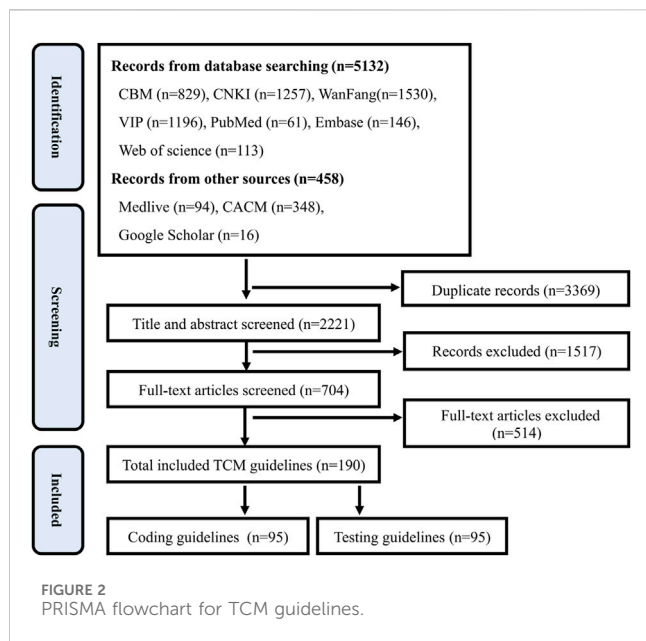 Identification
Records from database searching (n=5132)
CBM (n=829), CNKI (n=1257), WanFang(n=1530),
VIP (n=1196), PubMed (n=61), Embase (n=146),
Web of science (n=113)
Records from other sources (n=458)
Medlive (n=94), CACM (n=348),
Google Scholar (n=16)
Screening
Duplicate records (n=3369)
Title and abstract screened (n=2221)
Records excluded (n=1517)
Full-text articles screened (n=704)
Full-text articles excluded
(n=514)
Included
Total included TCM guidelines (n=190)
Coding guidelines (n=95)
Testing guidelines (n=95)
FIGURE 2
PRISMA flowchart for TCM guidelines.